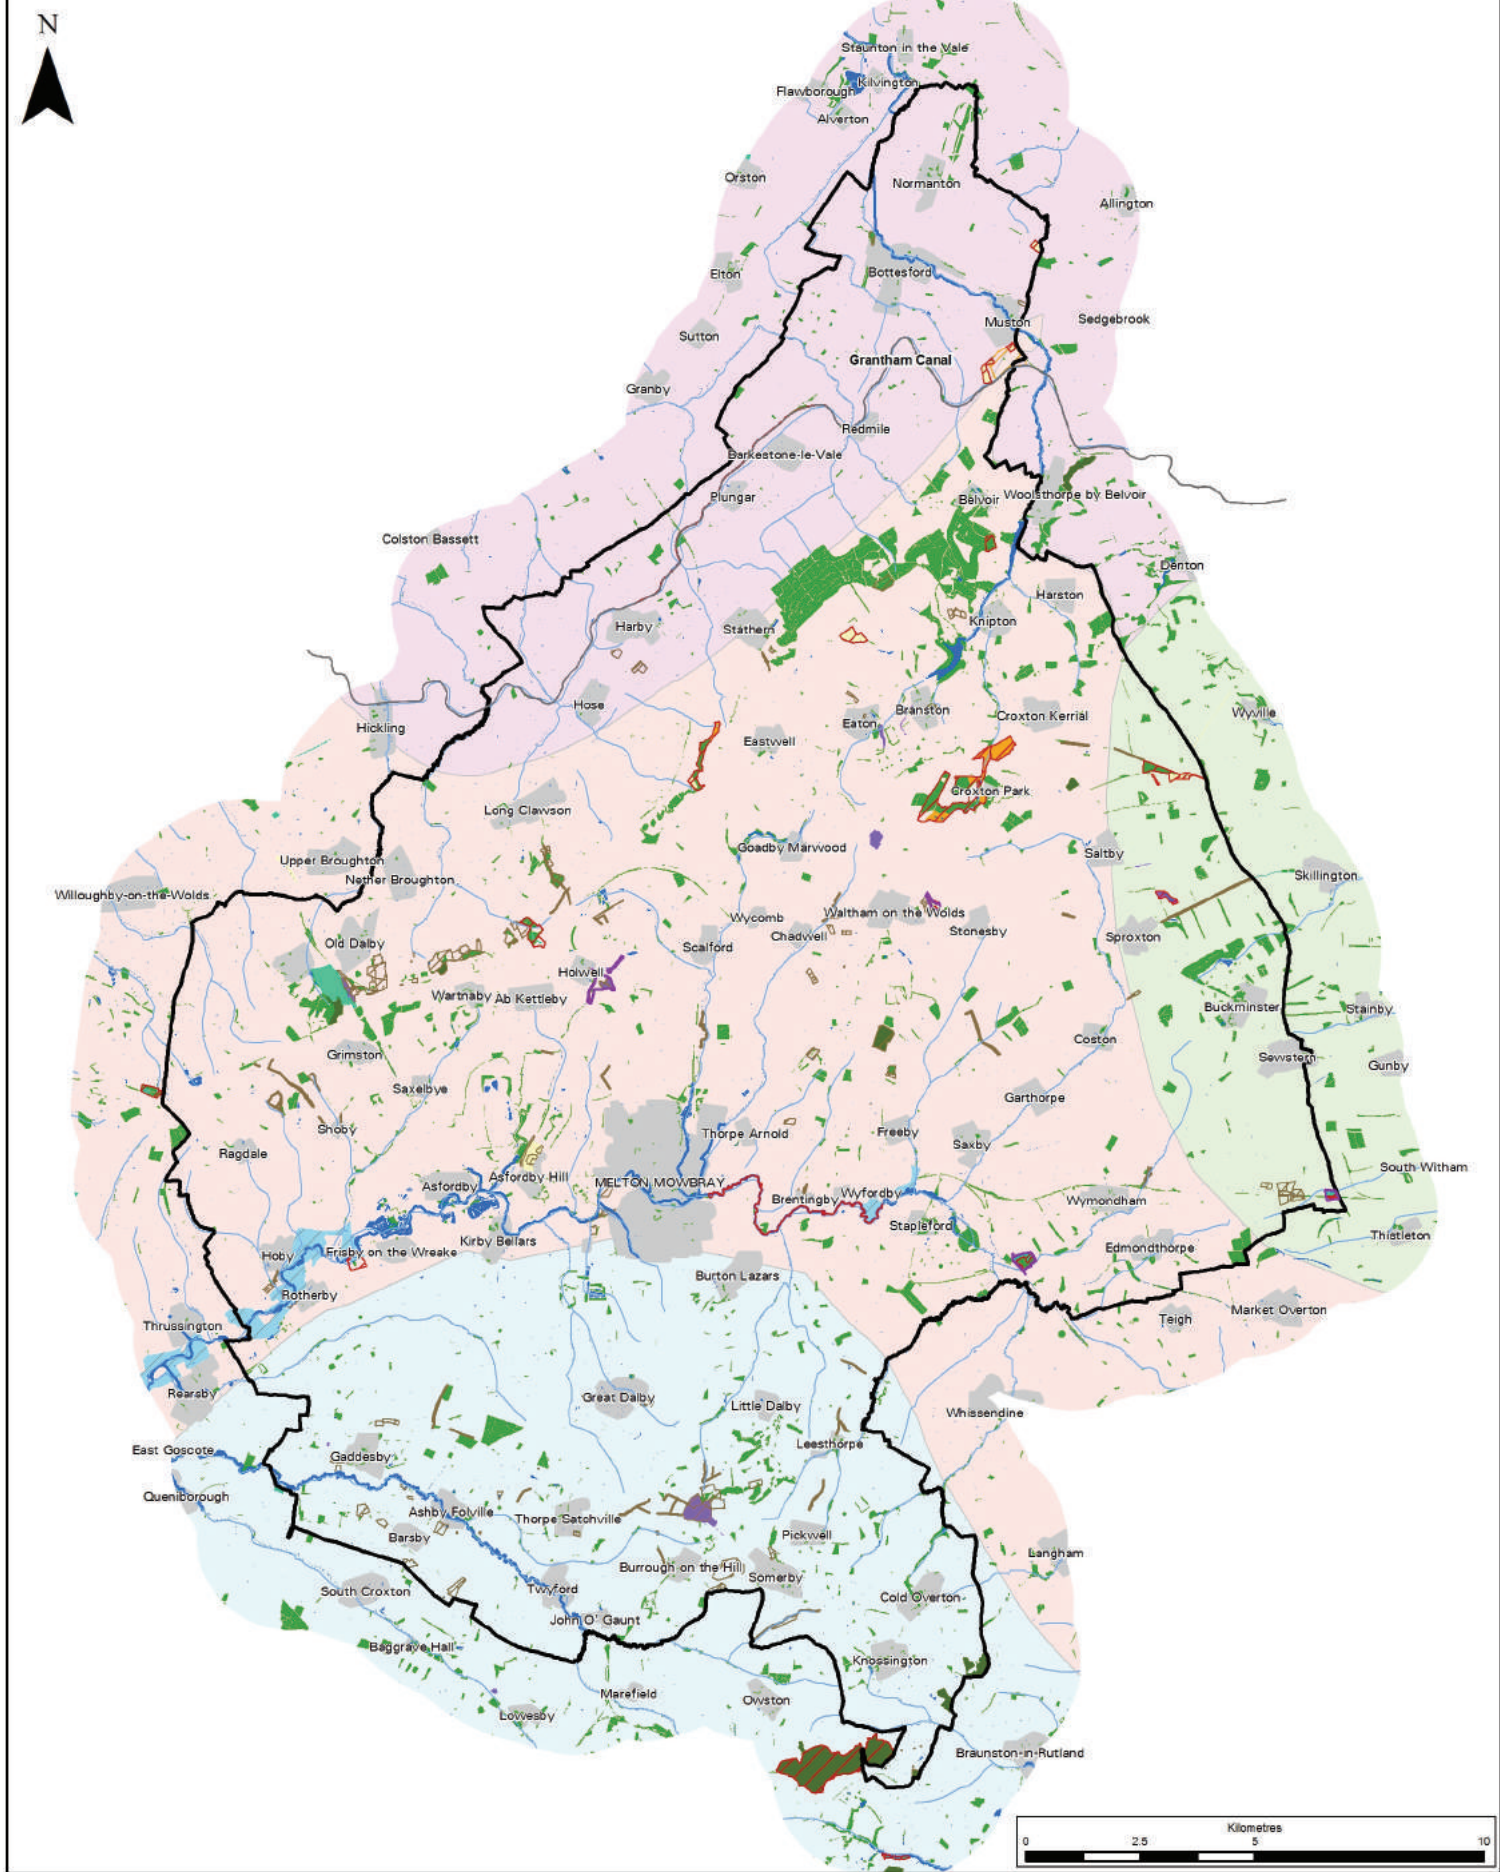 N
Staunton in the Vale
Kilvington
Flawborough
Alverton
Orston
Normanton
Allington
Elton
Bottesford
Sutton
Muston
Sedgebrook
Grantham Canal
Granby
Redmile
Barkestone-le-Vale
Plungar
Belvoir
Woolsthorpe by Belvoir
Colston Bassett
Denton
Harston
Harby
Stathern
Knipton
Hose
Branston
Croxton Kerrial
Wyville
Hickling
Eaton
Eastwell
Croxton Park
Long Clawson
Goadby Marwood
Saltby
Upper Broughton
Nether Broughton
Skillington
Willoughby-on-the-Wolds
Wycomb
Waltham on the Wolds
Chadwell
Stonesby
Sproxton
Old Dalby
Scalford
Holwell
Wartnaby
Ab Kettleby
Buckminster
Stainby
Grimston
Coston
Sewstern
Gunby
Saxelbye
Garthorpe
Shoby
Thorpe Arnold
Freeby
Saxby
Ragdale
South Witham
Asfordby
Asfordby Hill
MELTON MOWBRAY
Brentingby
Wyfordby
Wymondham
Stapleford
Thistleton
Hoby
Frisby on the Wreake
Kirby Bellars
Edmondthorpe
Burton Lazars
Rotherby
Market Overton
Teigh
Thrussington
Rearsby
Great Dalby
Little Dalby
Whissendine
East Goscote
Gaddesby
Leesthorpe
Queniborough
Ashby Folville
Thorpe Satchville
Barsby
Pickwell
Langham
Burrough on the Hill
Somerby
South Croxton
Twyford
Cold Overton
John O' Gaunt
Baggrave Hall
Knossington
Marefield
Owston
Lowesby
Braunston-in-Rutland
Kilometres
0 2.5 5 10